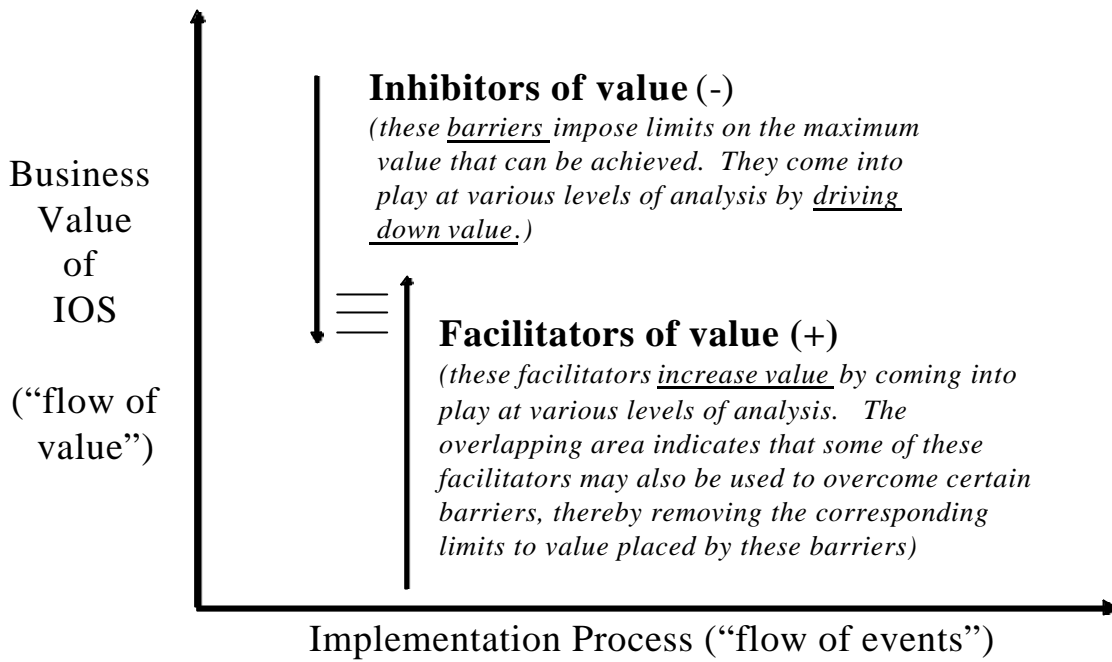 Business
Value
of
IOS
(“flow of
value”)
Inhibitors of value (-)
(these barriers impose limits on the maximum
value that can be achieved. They come into
play at various levels of analysis by driving
down value.)
Facilitators of value (+)
(these facilitators increase value by coming into
play at various levels of analysis. The
overlapping area indicates that some of these
facilitators may also be used to overcome certain
barriers, thereby removing the corresponding
limits to value placed by these barriers)
Implementation Process (“flow of events”)